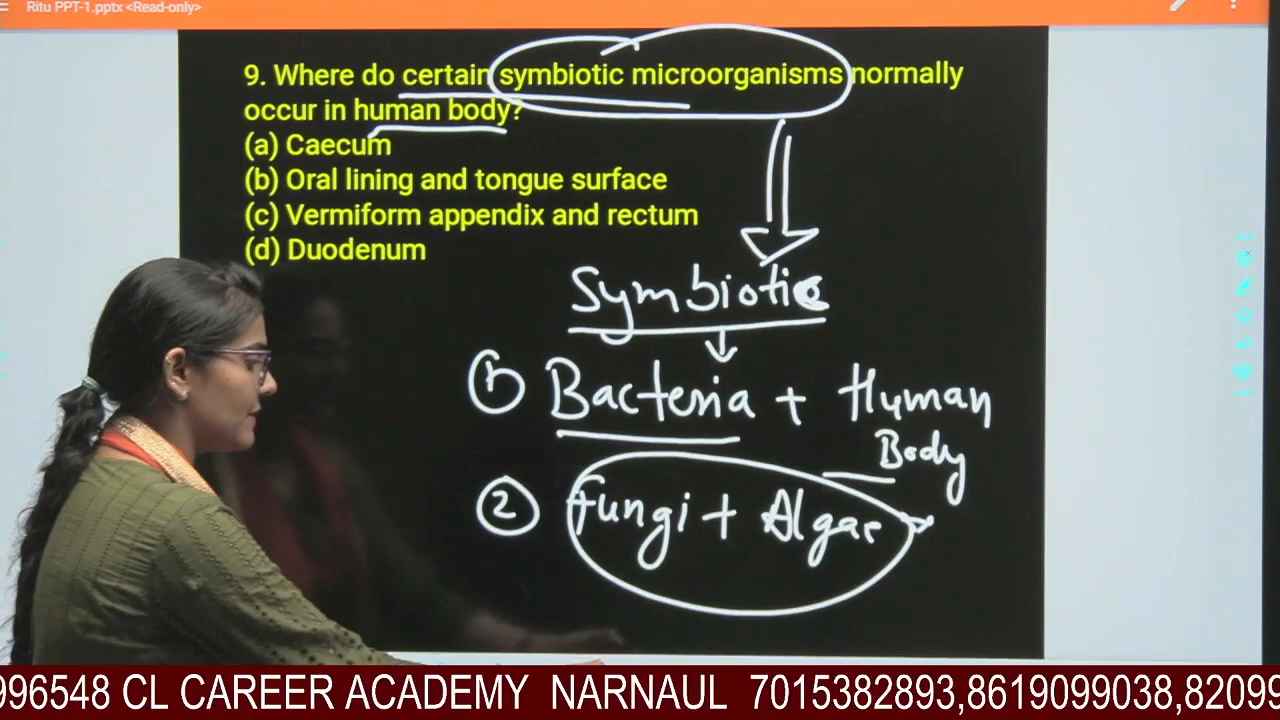 Ritu PPT-1.pptx <Read-only>
9. Where do certain symbiotic microorganisms normally
occur in human body?
(a) Caecum
(b) Oral lining and tongue surface
(c) Vermiform appendix and rectum
(d) Duodenum
Symbiotic
1 Bacteria + Human
Body
2 Fungi + Algae
996548 CL CAREER ACADEMY NARNAUL 7015382893,8619099038,82099